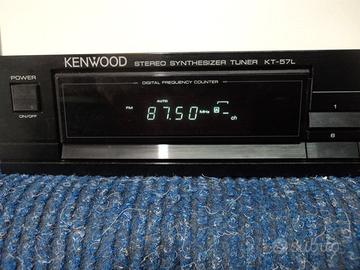 KENWOOD STEREO SYNTHESIZER TUNER KT-57L
POWER
DIGITAL FREQUENCY COUNTER
AUTO
FM 87.50 MHz A - ch
ON/OFF
1
6
subito